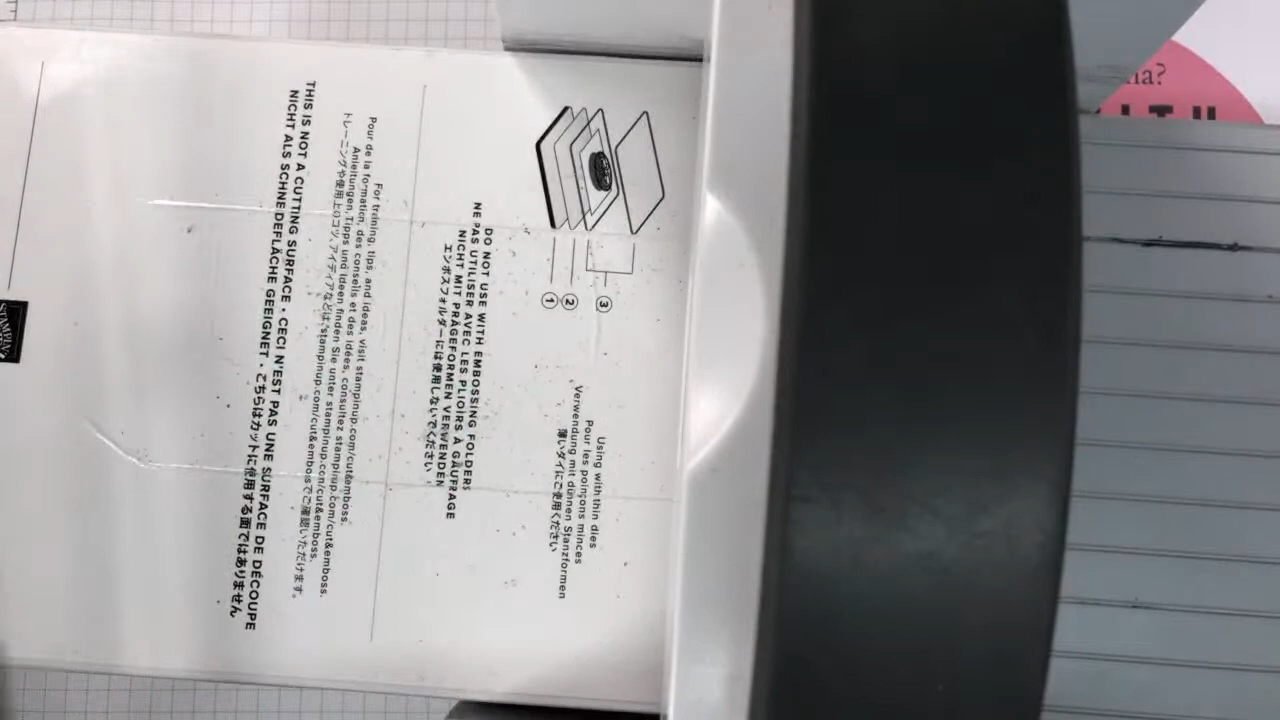 ③
②
①
Using with thin dies
Pour les poinçons minces
Verwendung mit dünnen Stanzformen
薄いダイにご使用ください
DO NOT USE WITH EMBOSSING FOLDERS
NE PAS UTILISER AVEC LES PLIOIRS À GAUFRAGE
NICHT MIT PRÄGEFORMEN VERWENDEN
エンボスフォルダーには使用しないでください
For training, tips, and ideas, visit stampinup.com/cut&emboss.
Pour de la formation, des conseils et des idées, consultez stampinup.com/cut&emboss.
Anleitungen, Tipps und Ideen finden Sie unter stampinup.com/cut&emboss.
トレーニングや使用上のコツ、アイディアなどは、stampinup.com/cut&embossでご確認いただけます。
THIS IS NOT A CUTTING SURFACE • CECI N'EST PAS UNE SURFACE DE DÉCOUPE
NICHT ALS SCHNEIDEFLÄCHE GEEIGNET • こちらはカットに使用する面ではありません
STAMPIN'